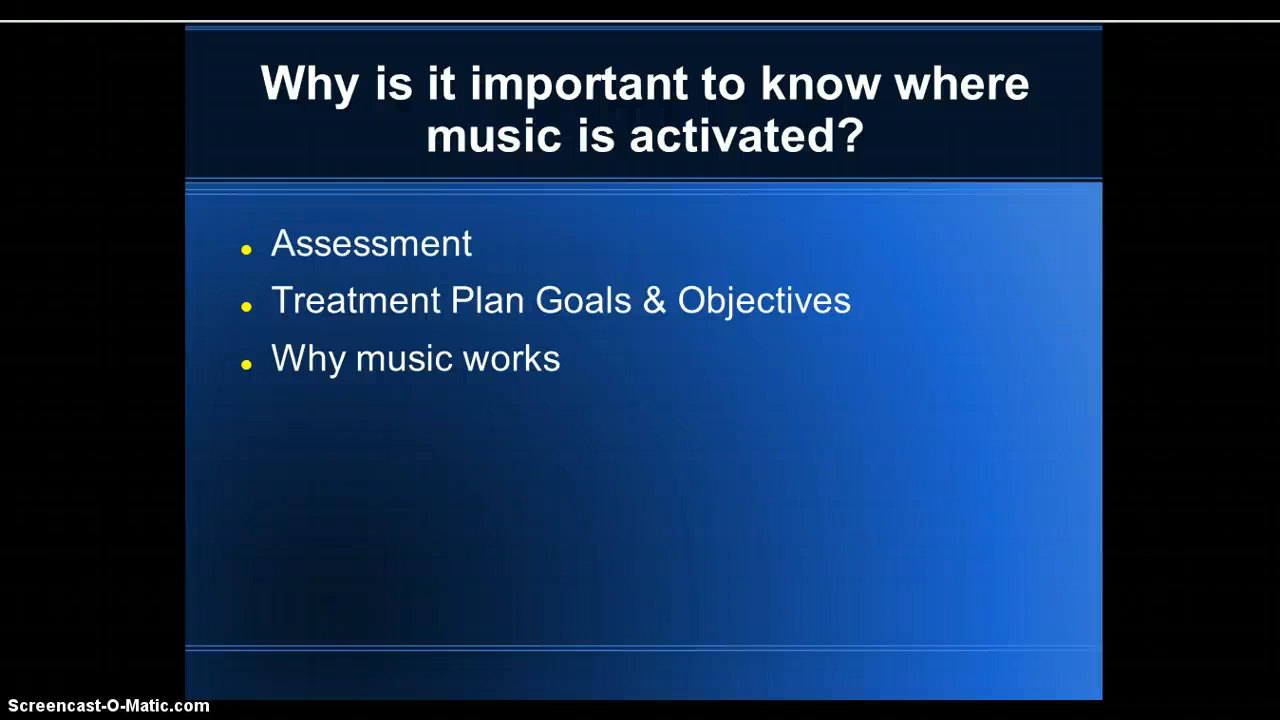 Why is it important to know where
music is activated?
Assessment
Treatment Plan Goals & Objectives
Why music works
Screencast-O-Matic.com